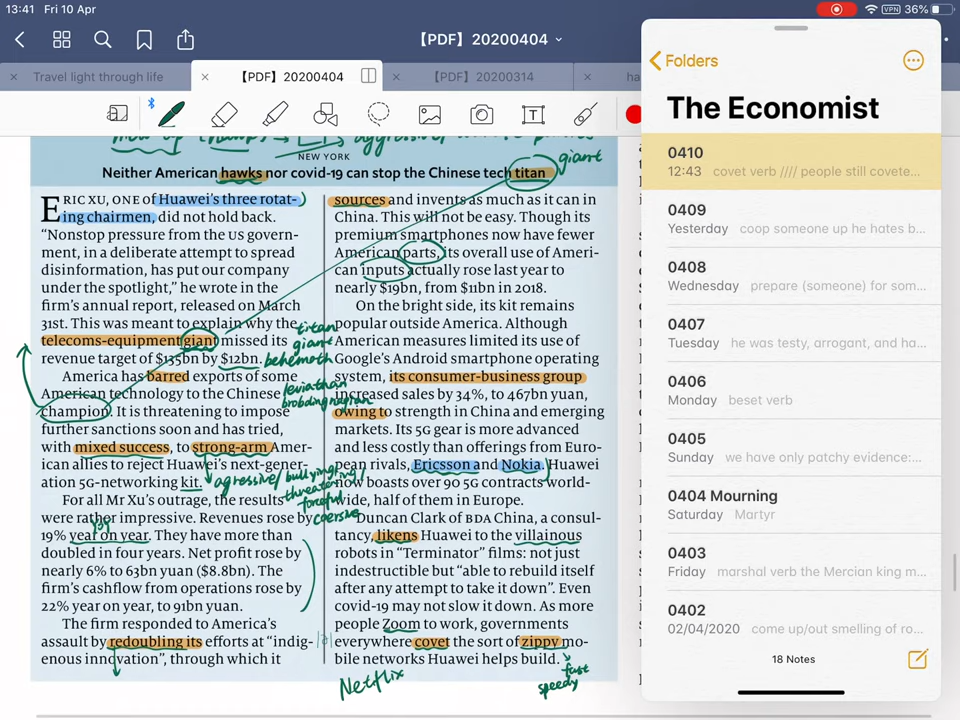 13:41 Fri 10 Apr
VPN 36%
【PDF】20200404
Travel light through life
【PDF】20200404
【PDF】20200314
ha
T
NEW YORK
Neither American hawks nor covid-19 can stop the Chinese tech titan
giant
ERIC XU, ONE of Huawei's three rotat-
ing chairmen, did not hold back.
"Nonstop pressure from the US govern-
ment, in a deliberate attempt to spread
disinformation, has put our company
under the spotlight," he wrote in the
firm's annual report, released on March
31st. This was meant to explain why the
telecoms-equipment giant missed its
revenue target of $135bn by $12bn.
America has barred exports of some
American technology to the Chinese
champion. It is threatening to impose
further sanctions soon and has tried,
with mixed success, to strong-arm Amer-
ican allies to reject Huawei's next-gener-
ation 5G-networking kit.
For all Mr Xu's outrage, the results
were rather impressive. Revenues rose by
yoy
19% year on year. They have more than
doubled in four years. Net profit rose by
nearly 6% to 63bn yuan ($8.8bn). The
firm's cashflow from operations rose by
22% year on year, to 91bn yuan.
The firm responded to America's
assault by redoubling its efforts at "indig-
enous innovation", through which it
titan
giant
behemoth
leviathan
brobdingnagian
agressive/bullying/
threatening/
forceful
coersive
sources and invents as much as it can in
China. This will not be easy. Though its
premium smartphones now have fewer
American parts, its overall use of Ameri-
can inputs actually rose last year to
nearly $19bn, from $11bn in 2018.
On the bright side, its kit remains
popular outside America. Although
American measures limited its use of
Google's Android smartphone operating
system, its consumer-business group
increased sales by 34%, to 467bn yuan,
owing to strength in China and emerging
markets. Its 5G gear is more advanced
and less costly than offerings from Euro-
pean rivals, Ericsson and Nokia. Huawei
now boasts over 90 5G contracts world-
wide, half of them in Europe.
Duncan Clark of BDA China, a consul-
tancy, likens Huawei to the villainous
robots in "Terminator" films: not just
indestructible but "able to rebuild itself
after any attempt to take it down". Even
covid-19 may not slow it down. As more
people Zoom to work, governments
everywhere covet the sort of zippy mo-
bile networks Huawei helps build.
Netflix
fast
speedy
Folders
The Economist
0410
12:43 covet verb //// people still covete...
0409
Yesterday coop someone up he hates b...
0408
Wednesday prepare (someone) for som...
0407
Tuesday he was testy, arrogant, and ha...
0406
Monday beset verb
0405
Sunday we have only patchy evidence:...
0404 Mourning
Saturday Martyr
0403
Friday marshal verb the Mercian king m...
0402
02/04/2020 come up/out smelling of ro...
18 Notes